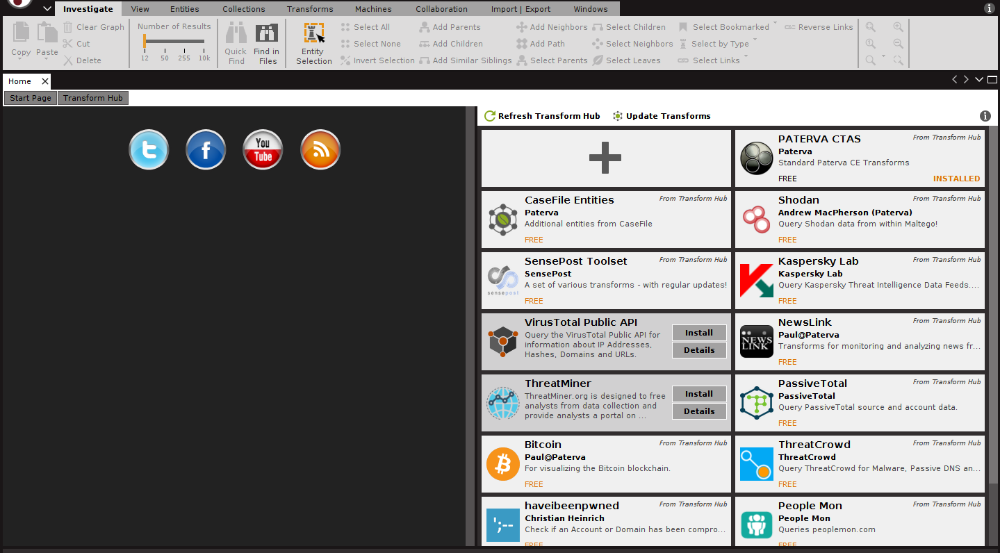 Investigate View Entities Collections Transforms Machines Collaboration Import | Export Windows
Copy Paste Clear Graph Cut Delete
Number of Results
12 50 255 10k
Quick Find Find in Files
Entity Selection
Select All Add Parents Add Neighbors Select Children Select Bookmarked Reverse Links
Select None Add Children Add Path Select Neighbors Select by Type
Invert Selection Add Similar Siblings Select Parents Select Leaves Select Links
Home
Start Page Transform Hub
You
Tube
Refresh Transform Hub Update Transforms
PATERVA CTAS From Transform Hub
Paterva
Standard Paterva CE Transforms
FREE INSTALLED
CaseFile Entities From Transform Hub
Paterva
Additional entities from CaseFile
FREE
Shodan From Transform Hub
Andrew MacPherson (Paterva)
Query Shodan data from within Maltego!
FREE
SensePost Toolset From Transform Hub
SensePost
A set of various transforms - with regular updates!
sensepost
FREE
Kaspersky Lab From Transform Hub
Kaspersky Lab
Query Kaspersky Threat Intelligence Data Feeds....
FREE
VirusTotal Public API
Query the VirusTotal Public API for
information about IP Addresses,
Hashes, Domains and URLs.
Install
Details
NewsLink From Transform Hub
Paul@Paterva
Transforms for monitoring and analyzing news fr...
NEWS
LINK
FREE
ThreatMiner
ThreatMiner.org is designed to free
analysts from data collection and
provide analysts a portal on ...
Install
Details
PassiveTotal From Transform Hub
PassiveTotal
Query PassiveTotal source and account data.
FREE
Bitcoin From Transform Hub
Paul@Paterva
For visualizing the Bitcoin blockchain.
FREE
ThreatCrowd From Transform Hub
ThreatCrowd
Query ThreatCrowd for Malware, Passive DNS an...
FREE
haveibeenpwned From Transform Hub
Christian Heinrich
Check if an Account or Domain has been compro...
';--
FREE
People Mon From Transform Hub
People Mon
Queries peoplemon.com
FREE